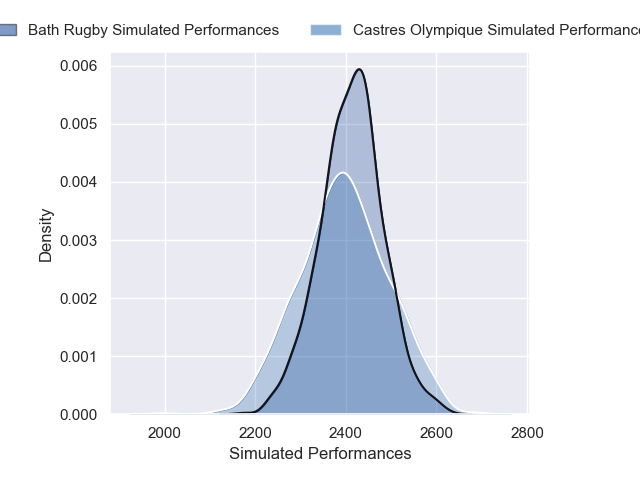 Bath Rugby Simulated Performances
Castres Olympique Simulated Performance
0.006
0.005
0.004
0.003
0.002
0.001
0.000
Density
2000 2200 2400 2600 2800
Simulated Performances